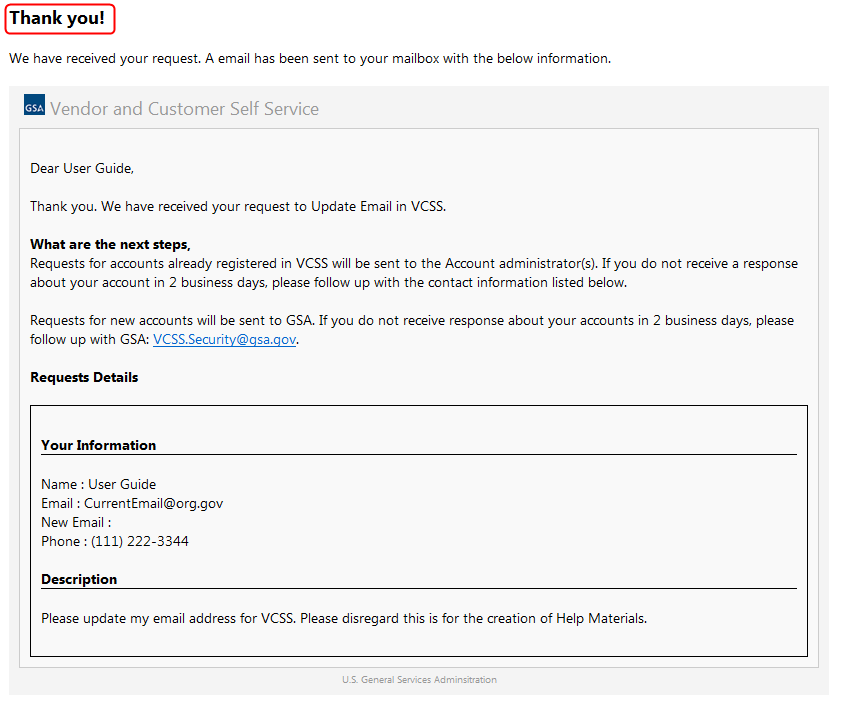 Thank you!
We have received your request. A email has been sent to your mailbox with the below information.
GSA Vendor and Customer Self Service
Dear User Guide,
Thank you. We have received your request to Update Email in VCSS.
What are the next steps,
Requests for accounts already registered in VCSS will be sent to the Account administrator(s). If you do not receive a response
about your account in 2 business days, please follow up with the contact information listed below.
Requests for new accounts will be sent to GSA. If you do not receive response about your accounts in 2 business days, please
follow up with GSA: VCSS.Security@gsa.gov.
Requests Details
Your Information
Name : User Guide
Email : CurrentEmail@org.gov
New Email :
Phone : (111) 222-3344
Description
Please update my email address for VCSS. Please disregard this is for the creation of Help Materials.
U.S. General Services Adminsitration